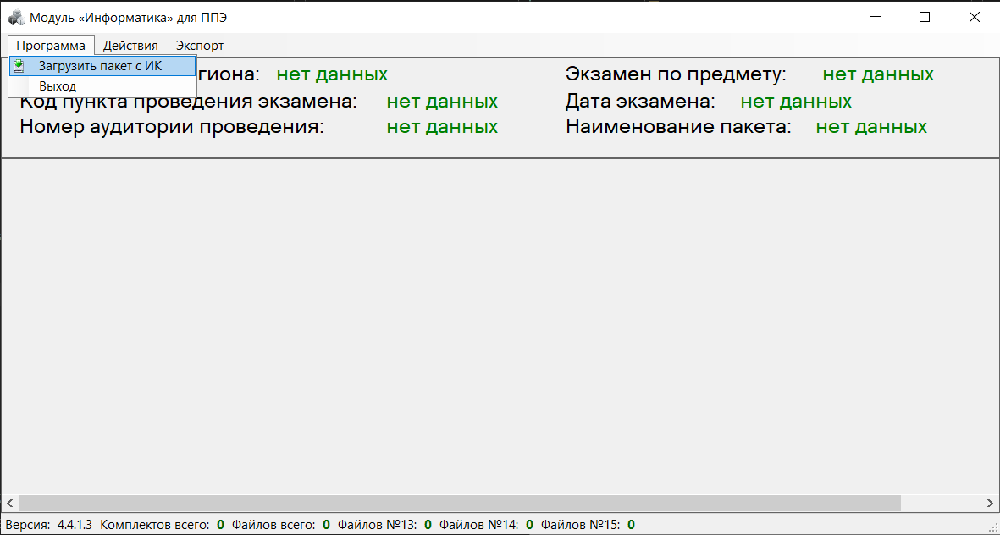 Модуль «Информатика» для ППЭ
Программа Действия Экспорт
Загрузить пакет с ИК
Выход
гиона: нет данных Экзамен по предмету: нет данных
Код пункта проведения экзамена: нет данных Дата экзамена: нет данных
Номер аудитории проведения: нет данных Наименование пакета: нет данных
Версия: 4.4.1.3 Комплектов всего: 0 Файлов всего: 0 Файлов №13: 0 Файлов №14: 0 Файлов №15: 0